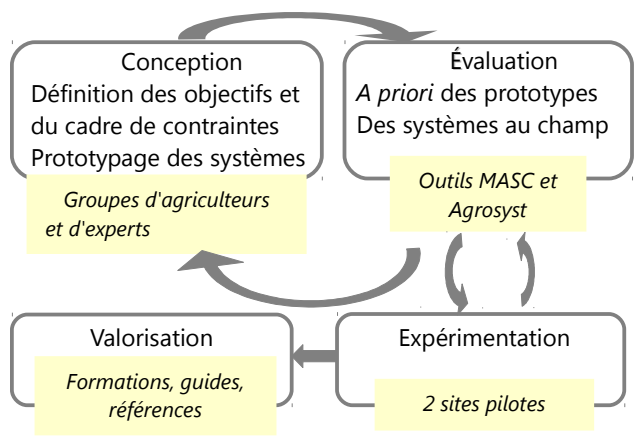 Conception
Définition des objectifs et
du cadre de contraintes
Prototypage des systèmes
Groupes d'agriculteurs
et d'experts
Évaluation
A priori des prototypes
Des systèmes au champ
Outils MASC et
Agrosyst
Valorisation
Formations, guides,
références
Expérimentation
2 sites pilotes